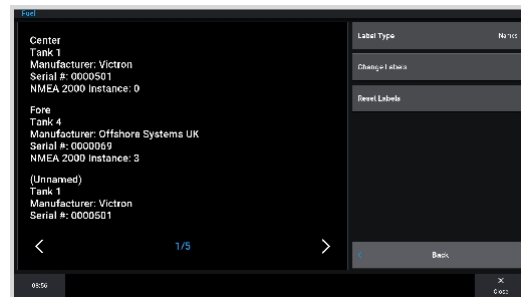 Fuel
Center
Tank 1
Manufacturer: Victron
Serial #: 0000501
NMEA 2000 Instance: 0
Fore
Tank 4
Manufacturer: Offshore Systems UK
Serial #: 0000069
NMEA 2000 Instance: 3
(Unnamed)
Tank 1
Manufacturer: Victron
Serial #: 0000501
1/5
Label Type
Names
Change Labels
Reset Labels
Back
08:56
Close